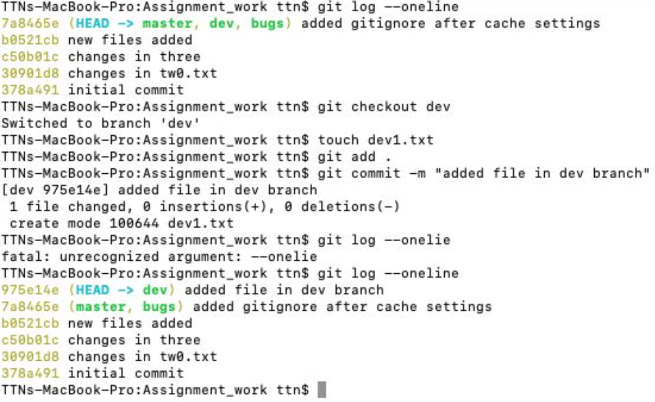 TTNs-MacBook-Pro:Assignment_work ttn$ git log --oneline
7a8465e (HEAD -> master, dev, bugs) added gitignore after cache settings
b0521cb new files added
c50b01c changes in three
30901d8 changes in tw0.txt
378a491 initial commit
TTNs-MacBook-Pro:Assignment_work ttn$ git checkout dev
Switched to branch 'dev'
TTNs-MacBook-Pro:Assignment_work ttn$ touch dev1.txt
TTNs-MacBook-Pro:Assignment_work ttn$ git add .
TTNs-MacBook-Pro:Assignment_work ttn$ git commit -m "added file in dev branch"
[dev 975e14e] added file in dev branch
 1 file changed, 0 insertions(+), 0 deletions(-)
 create mode 100644 dev1.txt
TTNs-MacBook-Pro:Assignment_work ttn$ git log --onelie
fatal: unrecognized argument: --onelie
TTNs-MacBook-Pro:Assignment_work ttn$ git log --oneline
975e14e (HEAD -> dev) added file in dev branch
7a8465e (master, bugs) added gitignore after cache settings
b0521cb new files added
c50b01c changes in three
30901d8 changes in tw0.txt
378a491 initial commit
TTNs-MacBook-Pro:Assignment_work ttn$